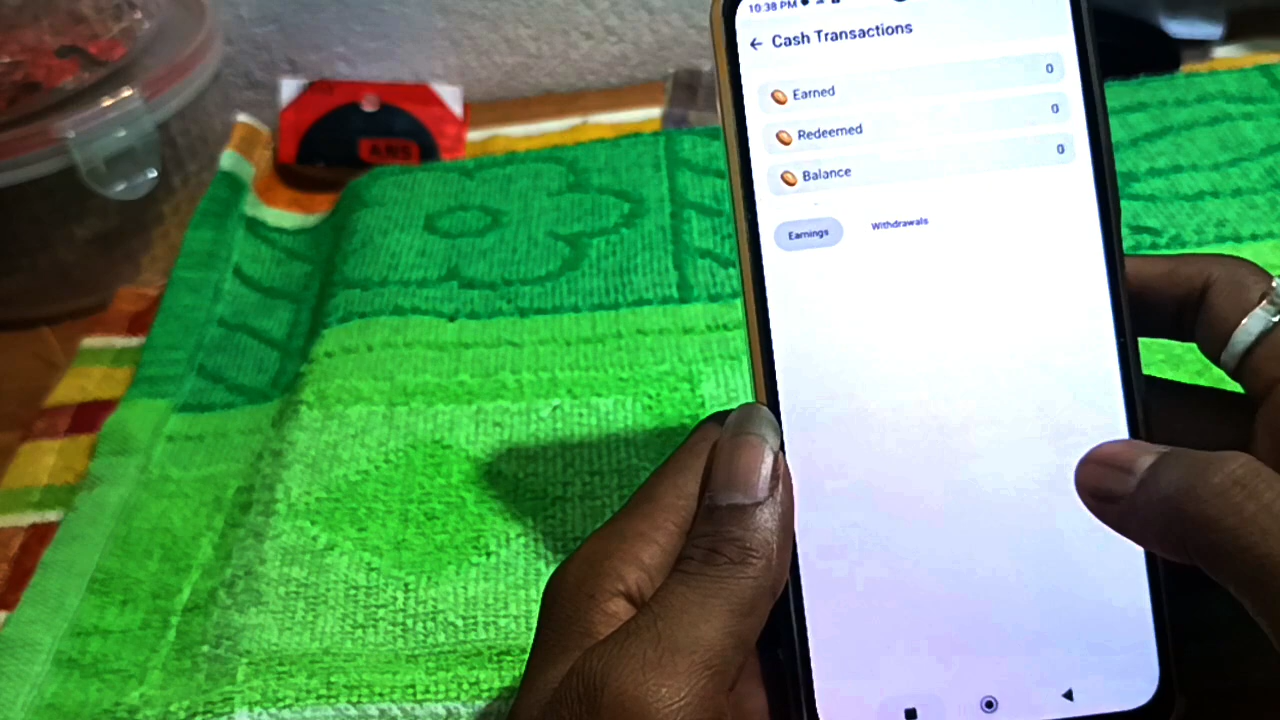 10:38 PM
Cash Transactions
Earned 0
Redeemed 0
Balance 0
Earnings Withdrawals